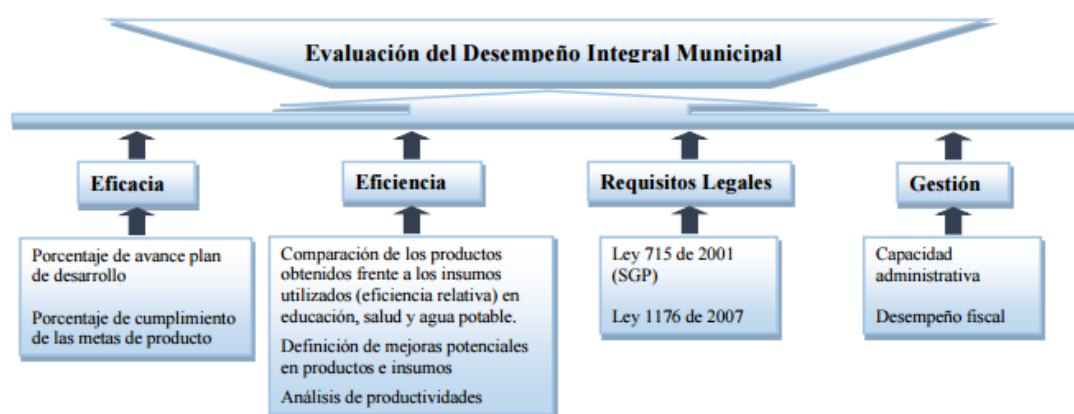 Evaluación del Desempeño Integral Municipal
Eficacia
Porcentaje de avance plan
de desarrollo
Porcentaje de cumplimiento
de las metas de producto
Eficiencia
Comparación de los productos
obtenidos frente a los insumos
utilizados (eficiencia relativa) en
educación, salud y agua potable.
Definición de mejoras potenciales
en productos e insumos
Análisis de productividades
Requisitos Legales
Ley 715 de 2001
(SGP)
Ley 1176 de 2007
Gestión
Capacidad
administrativa
Desempeño fiscal